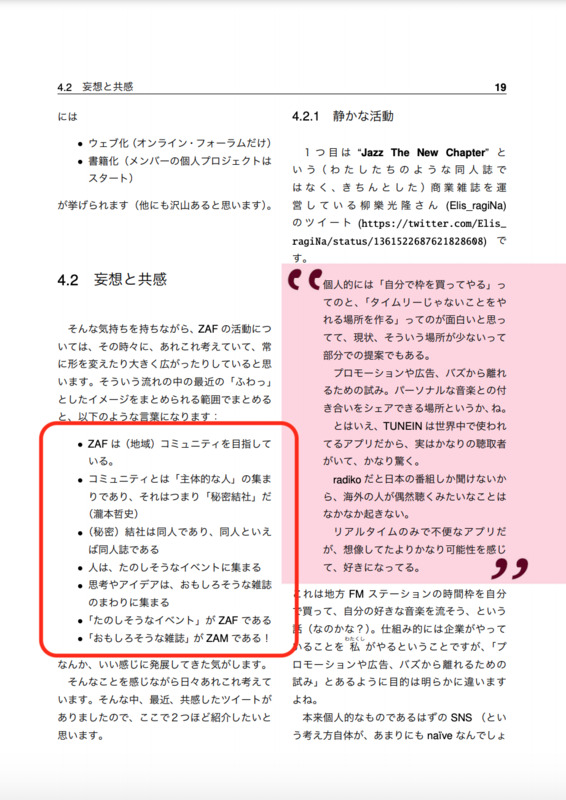 4.2 妄想と共感
19
には
● ウェブ化（オンライン・フォーラムだけ）
● 書籍化（メンバーの個人プロジェクトは
スタート）
が挙げられます（他にも沢山あると思います）。
4.2 妄想と共感
そんな気持ちを持ちながら、ZAF の活動につ
いては、その時々に、あれこれ考えていて、常
に形を変えたり大きく広がったりしていると思
います。そういう流れの中の最近の「ふわっ」
としたイメージをまとめられる範囲でまとめる
と、以下のような言葉になります：
● ZAF は（地域）コミュニティを目指して
いる。
● コミュニティとは「主体的な人」の集ま
りであり、それはつまり「秘密結社」だ
（瀧本哲史）
● （秘密）結社は同人であり、同人といえ
ば同人誌である
● 人は、たのしそうなイベントに集まる
● 思考やアイデアは、おもしろそうな雑誌
のまわりに集まる
● 「たのしそうなイベント」が ZAF である
● 「おもしろそうな雑誌」が ZAM である！
なんか、いい感じに発展してきた気がします。
そんなことを感じながら日々あれこれ考えて
います。そんな中、最近、共感したツイートが
ありましたので、ここで２つほど紹介したいと
思います。
4.2.1 静かな活動
１つ目は “Jazz The New Chapter” と
いう（わたしたちのような同人誌で
はなく、きちんとした）商業雑誌を運
営している柳樂光隆さん (Elis_ragiNa)
のツイート (https://twitter.com/Elis_
ragiNa/status/1361522687621828608) で
す。
“
個人的には「自分で枠を買ってやる」っ
てのと、「タイムリーじゃないことをや
れる場所を作る」ってのが面白いと思っ
てて、現状、そういう場所が少ないって
部分での提案でもある。
プロモーションや広告、バズから離れ
るための試み。パーソナルな音楽との付
き合いをシェアできる場所というか、ね。
とはいえ、TUNEIN は世界中で使われ
てるアプリだから、実はかなりの聴取者
がいて、かなり驚く。
radiko だと日本の番組しか聞けないか
ら、海外の人が偶然聴くみたいなことは
なかなか起きない。
リアルタイムのみで不便なアプリだ
が、想像してたよりかなり可能性を感じ
て、好きになってる。
”
これは地方 FM ステーションの時間枠を自分
で買って、自分の好きな音楽を流そう、という
話（なのかな？）。仕組み的には企業がやって
わたくし
いることを 私 がやるということですが、「プ
ロモーションや広告、バズから離れるための
試み」とあるように目的は明らかに違います
よね。
本来個人的なものであるはずの SNS （とい
う考え方自体が、あまりにも naïve なんでしょ